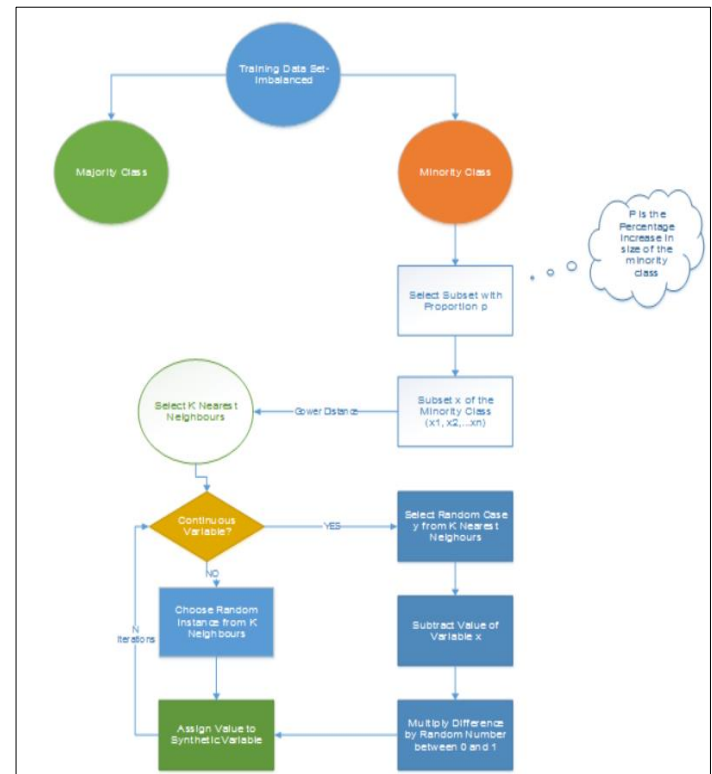 Training Data Set-
Imbalanced
Majority Class
Minority Class
P is the
Percentage
Increase in
size of the
minority
class
Select Subset with
Proportion p
Select K Nearest
Neighbours
Gower Distance
Subset x of the
Minority Class
(x1, x2,...xn)
Continuous
Variable?
YES
Select Random Case
y from K Nearest
Neighours
NO
Choose Random
Instance from K
Neighbours
N
Iterations
Subtract Value of
Variable x
Assign Value to
Synthetic Variable
Multiply Difference
by Random Number
between 0 and 1